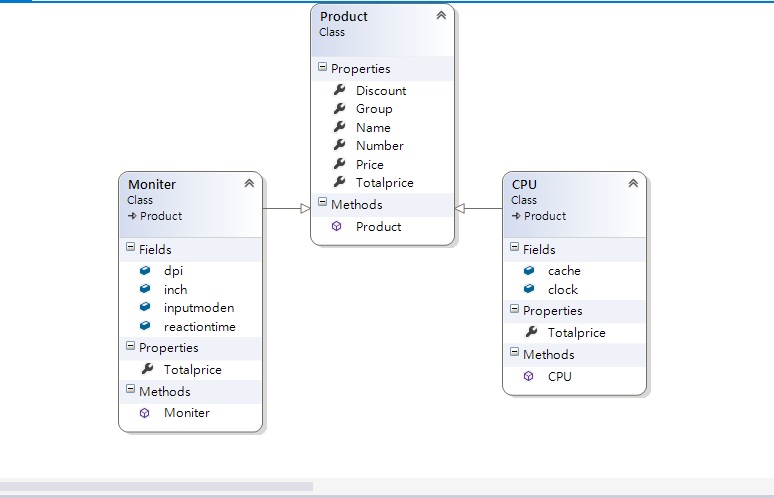 Product
Class
Properties
Discount
Group
Name
Number
Price
Totalprice
Methods
Product
Moniter
Class
Product
Fields
dpi
inch
inputmoden
reactiontime
Properties
Totalprice
Methods
Moniter
CPU
Class
Product
Fields
cache
clock
Properties
Totalprice
Methods
CPU